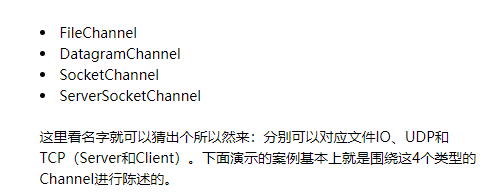 • FileChannel
• DatagramChannel
• SocketChannel
• ServerSocketChannel
这里看名字就可以猜出个所以然来：分别可以对应文件IO、UDP和
TCP（Server和Client）。下面演示的案例基本上就是围绕这4个类型的
Channel进行陈述的。